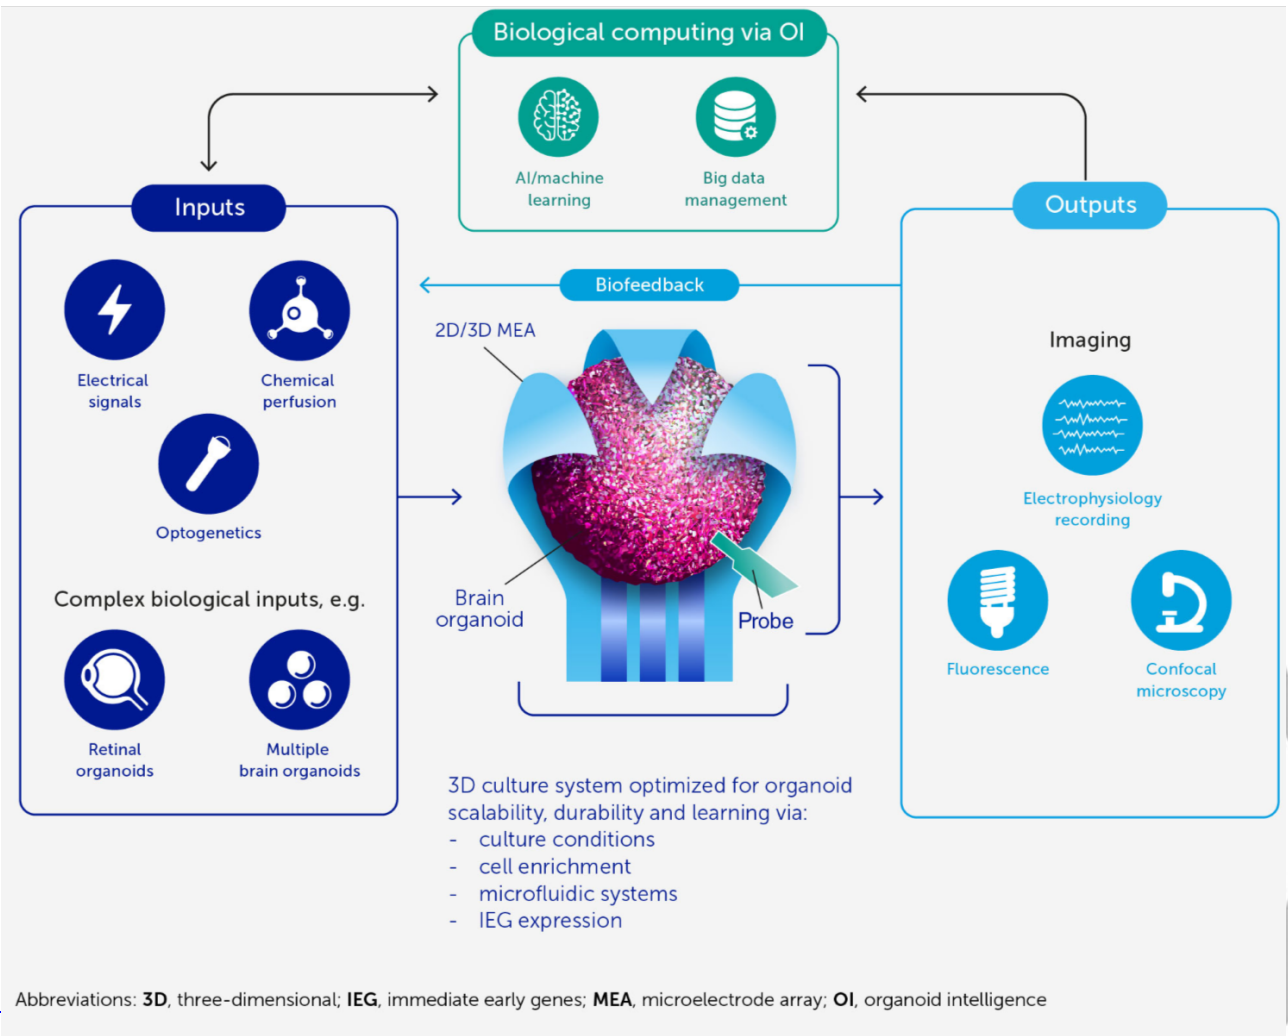 Biological computing via OI
AI/machine
learning
Big data
management
Inputs
Electrical
signals
Chemical
perfusion
Optogenetics
Complex biological inputs, e.g.
Retinal
organoids
Multiple
brain organoids
Biofeedback
2D/3D MEA
Brain
organoid
Probe
3D culture system optimized for organoid
scalability, durability and learning via:
- culture conditions
- cell enrichment
- microfluidic systems
- IEG expression
Outputs
Imaging
Electrophysiology
recording
Fluorescence
Confocal
microscopy
Abbreviations: 3D, three-dimensional; IEG, immediate early genes; MEA, microelectrode array; OI, organoid intelligence